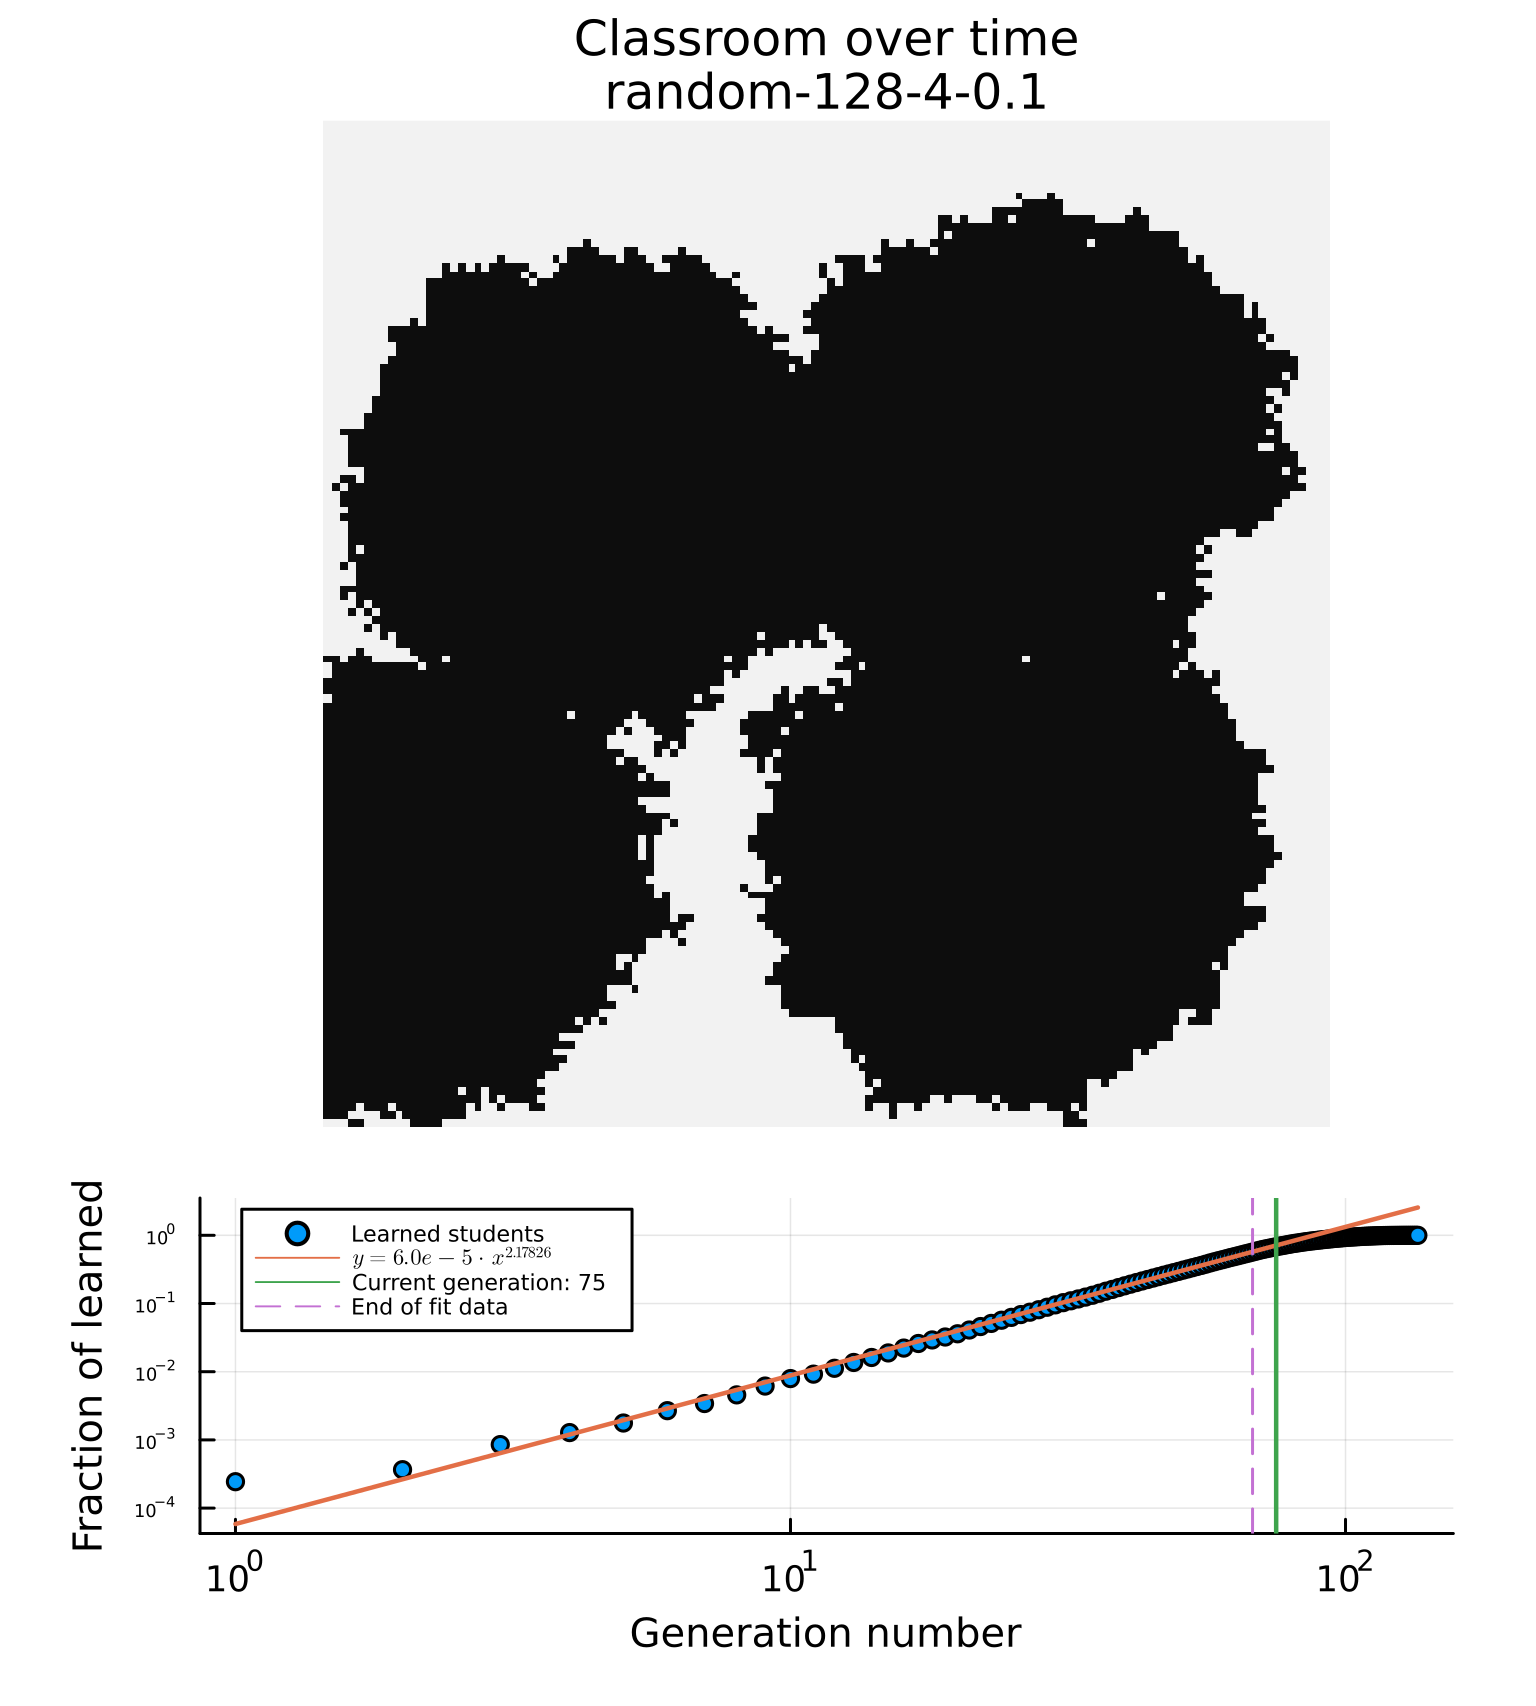 Classroom over time
random-128-4-0.1
Fraction of learned
10^0
10^-1
10^-2
10^-3
10^-4
Learned students
y = 6.0e − 5 · x^2.17826
Current generation: 75
End of fit data
10^0
10^1
10^2
Generation number